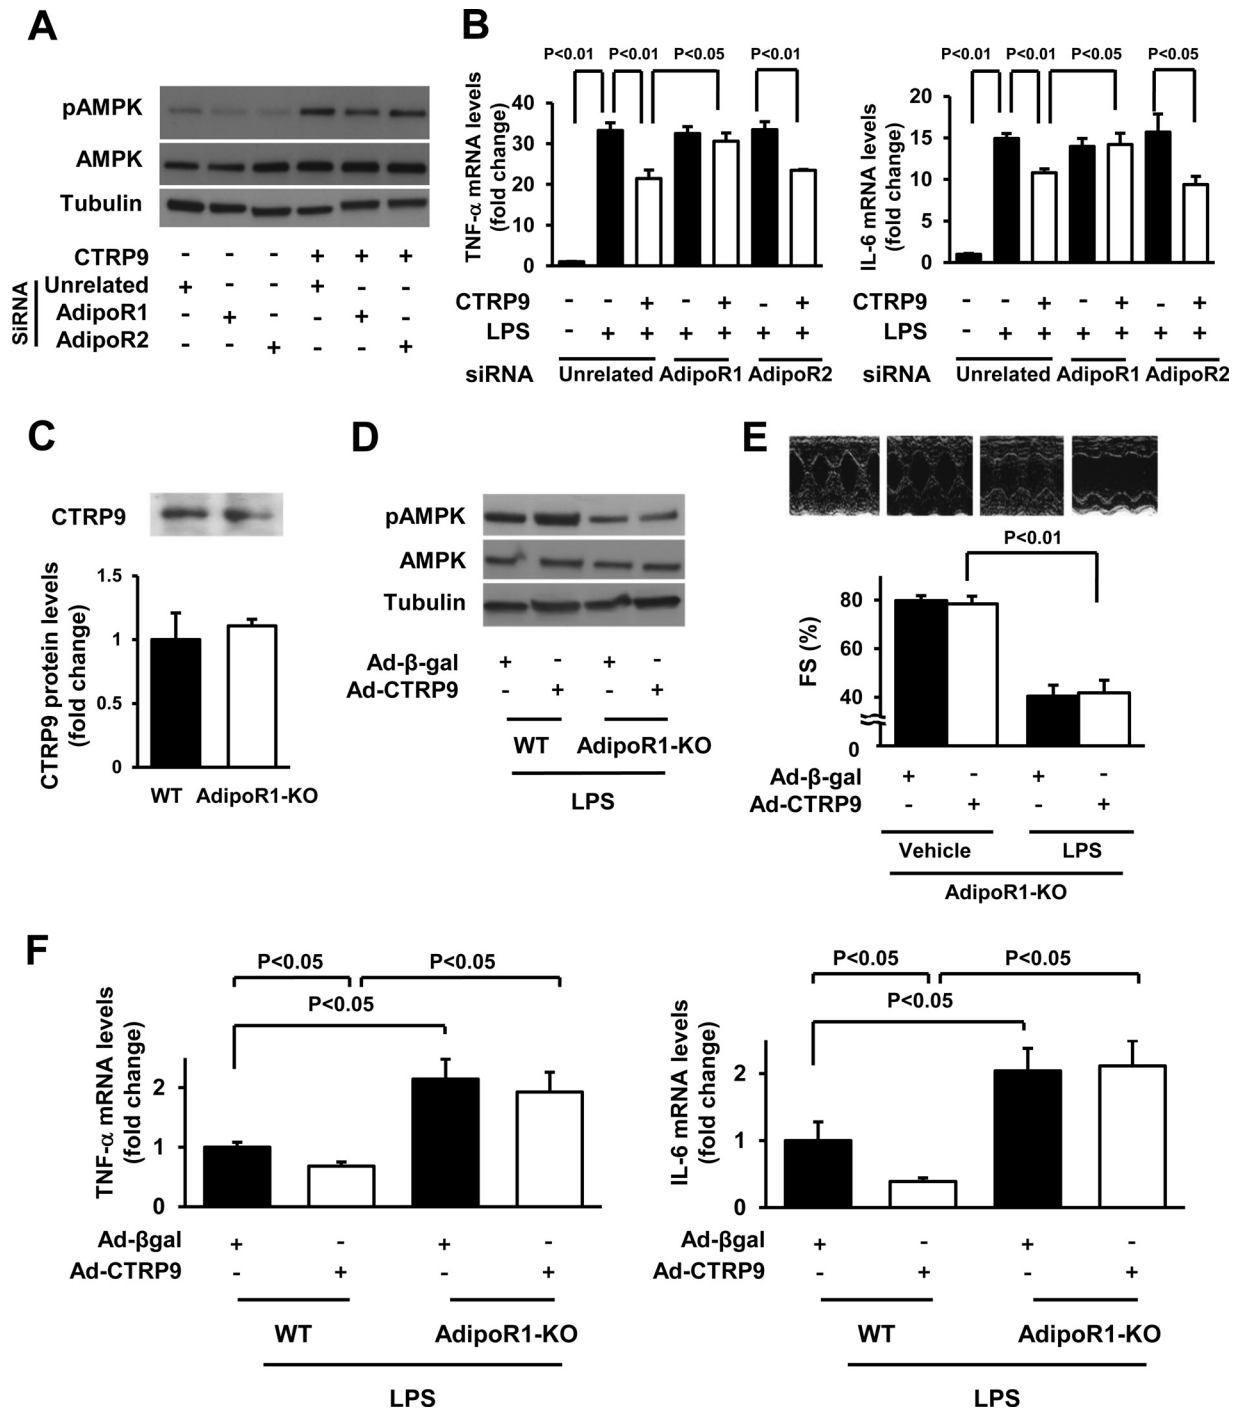 A
pAMPK
AMPK
Tubulin
CTRP9 - - - + + +
SiRNA
Unrelated + - - + - -
AdipoR1 - + - - + -
AdipoR2 - - + - - +
B
P<0.01 P<0.01 P<0.05 P<0.01
TNF-α mRNA levels
(fold change)
40
30
20
10
0
CTRP9 - - + - + - +
LPS - + + + + + +
siRNA Unrelated AdipoR1 AdipoR2
P<0.01 P<0.01 P<0.05 P<0.05
IL-6 mRNA levels
(fold change)
20
15
10
5
0
CTRP9 - - + - + - +
LPS - + + + + + +
siRNA Unrelated AdipoR1 AdipoR2
C
CTRP9
CTRP9 protein levels
(fold change)
1.5
1
0.5
0
WT AdipoR1-KO
D
pAMPK
AMPK
Tubulin
Ad-β-gal + - + -
Ad-CTRP9 - + - +
WT AdipoR1-KO
LPS
E
P<0.01
FS (%)
80
60
40
0
Ad-β-gal + - + -
Ad-CTRP9 - + - +
Vehicle LPS
AdipoR1-KO
F
P<0.05 P<0.05
P<0.05
TNF-α mRNA levels
(fold change)
2
1
0
Ad-βgal + - + -
Ad-CTRP9 - + - +
WT AdipoR1-KO
LPS
P<0.05 P<0.05
P<0.05
IL-6 mRNA levels
(fold change)
2
1
0
Ad-βgal + - + -
Ad-CTRP9 - + - +
WT AdipoR1-KO
LPS